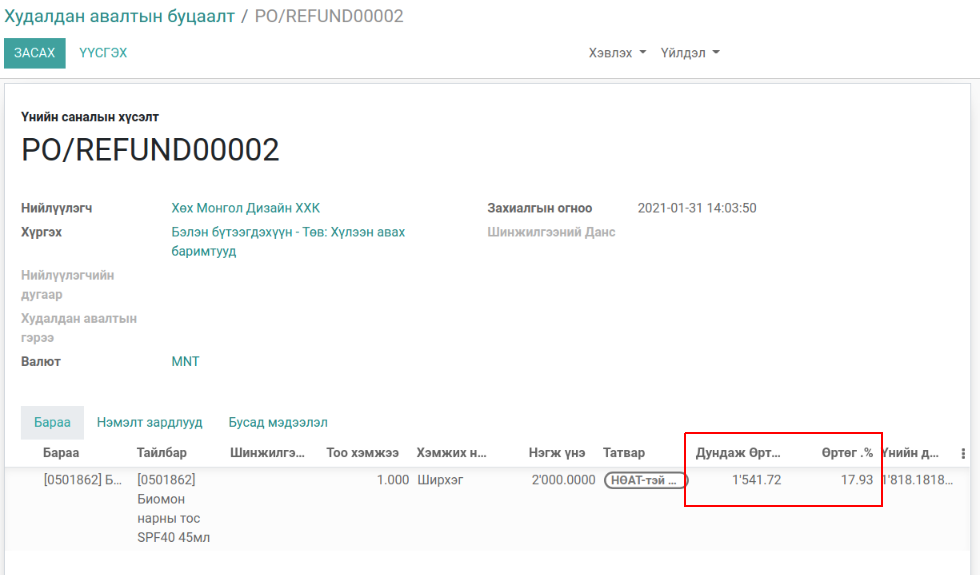 Худалдан авалтын буцаалт / PO/REFUND00002
ЗАСАХ ҮҮСГЭХ Хэвлэх Үйлдэл
Үнийн саналын хүсэлт
PO/REFUND00002
Нийлүүлэгч Хөх Монгол Дизайн ХХК Захиалгын огноо 2021-01-31 14:03:50
Хүргэх Бэлэн бүтээгдэхүүн - Төв: Хүлээн авах Шинжилгээний Данс
баримтууд
Нийлүүлэгчийн
дугаар
Худалдан авалтын
гэрээ
Валют MNT
Бараа Нэмэлт зардлууд Бусад мэдээлэл
Бараа Тайлбар Шинжилгэ... Тоо хэмжээ Хэмжих н... Нэгж үнэ Татвар Дундаж Өрт... Өртөг .% Үнийн д...
[0501862] Б... [0501862] 1.000 Ширхэг 2'000.0000 НӨАТ-тэй ... 1'541.72 17.93 1'818.1818...
Биомон
нарны тос
SPF40 45мл